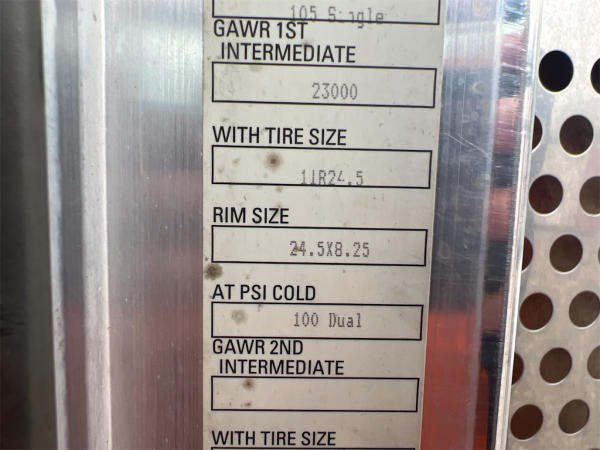 105 Single
GAWR 1ST
INTERMEDIATE
23000
WITH TIRE SIZE
11R24.5
RIM SIZE
24.5X8.25
AT PSI COLD
100 Dual
GAWR 2ND
INTERMEDIATE
WITH TIRE SIZE